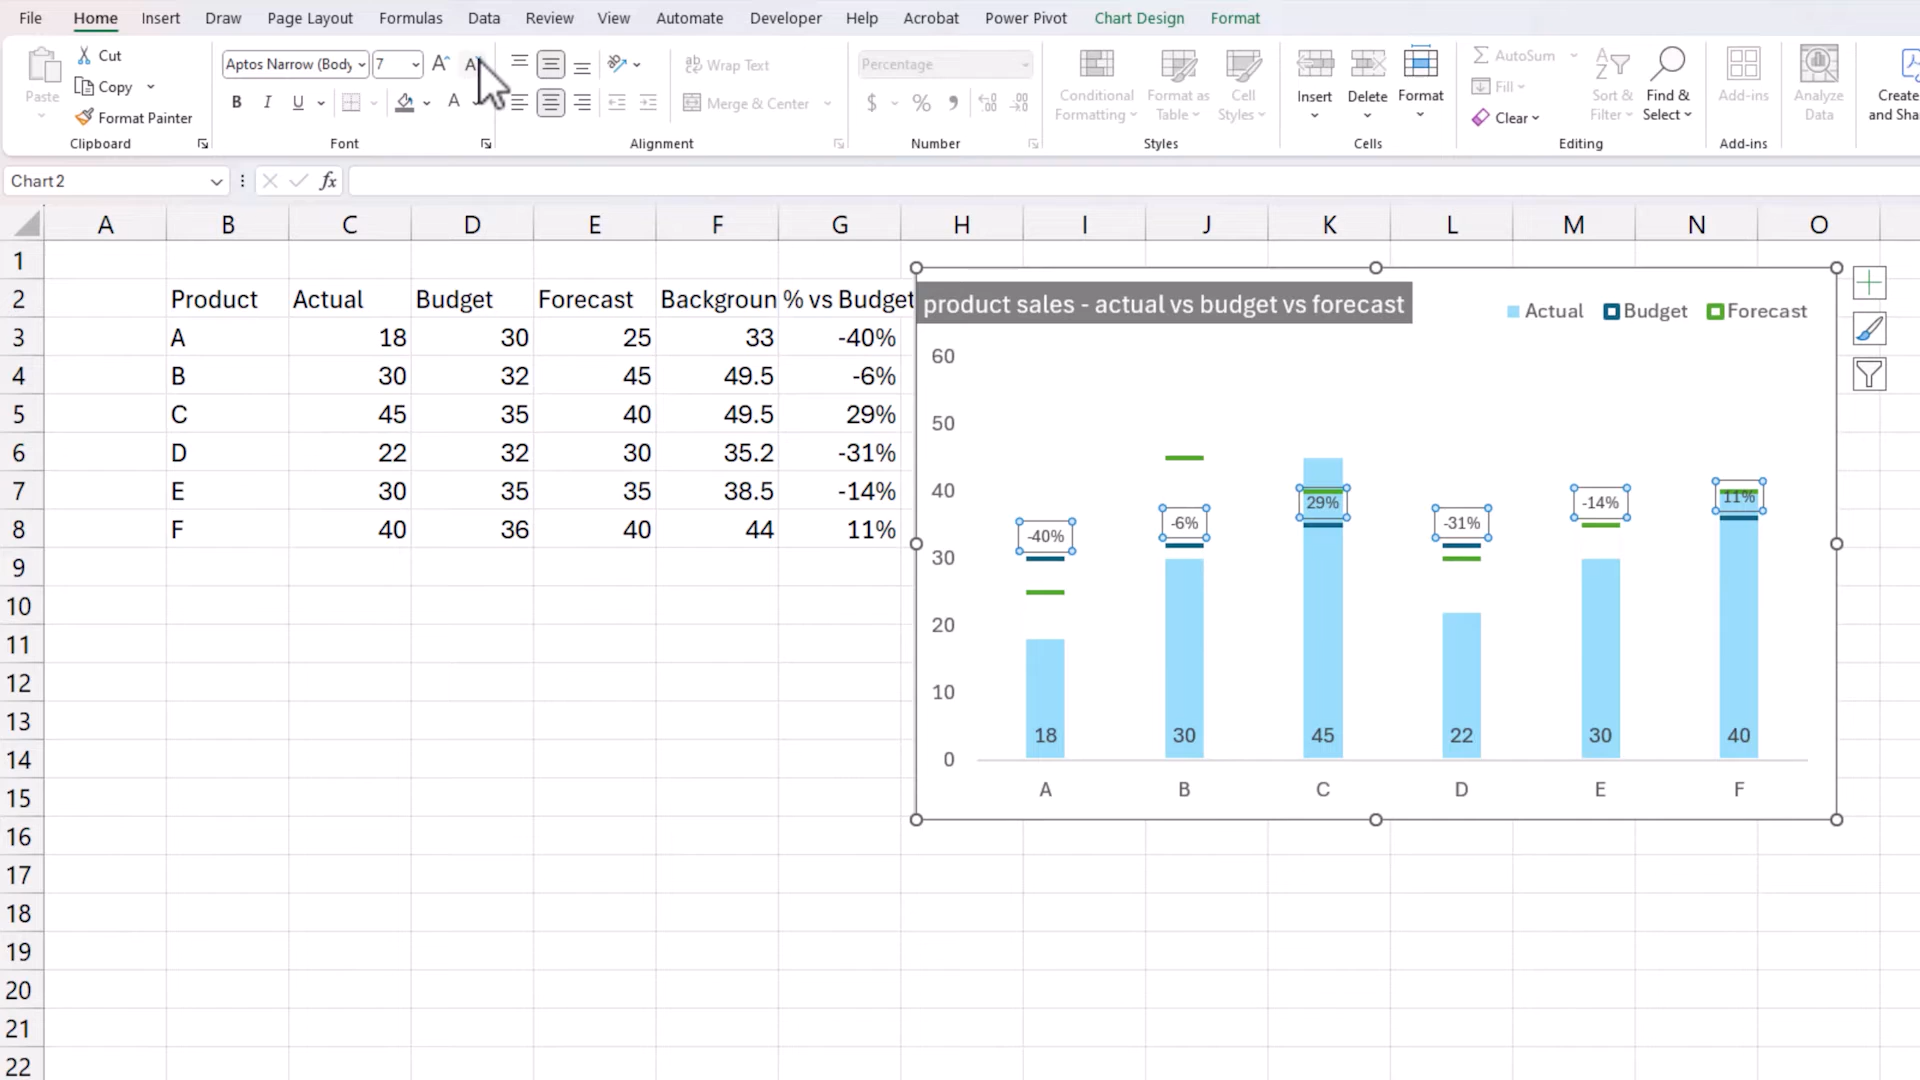 File Home Insert Draw Page Layout Formulas Data Review View Automate Developer Help Acrobat Power Pivot Chart Design Format
Paste
Cut
Copy
Format Painter
Clipboard
Aptos Narrow (Body 7
B I U
Font
Wrap Text
Merge & Center
Alignment
Percentage
$ %
Number
Conditional Formatting
Format as Table
Cell Styles
Styles
Insert
Delete
Format
Cells
AutoSum
Fill
Clear
Sort & Filter
Find & Select
Editing
Add-ins
Add-ins
Analyze Data
Create
and Sha
Chart 2
fx
A B C D E F G H I J K L M N O
1
2 Product Actual Budget Forecast Backgroun % vs Budget
3 A 18 30 25 33 -40%
4 B 30 32 45 49.5 -6%
5 C 45 35 40 49.5 29%
6 D 22 32 30 35.2 -31%
7 E 30 35 35 38.5 -14%
8 F 40 36 40 44 11%
9
10
11
12
13
14
15
16
17
18
19
20
21
22
product sales - actual vs budget vs forecast
Actual Budget Forecast
60
50
40
30
20
10
0
-40% -6% 29% -31% -14% 11%
18 30 45 22 30 40
A B C D E F